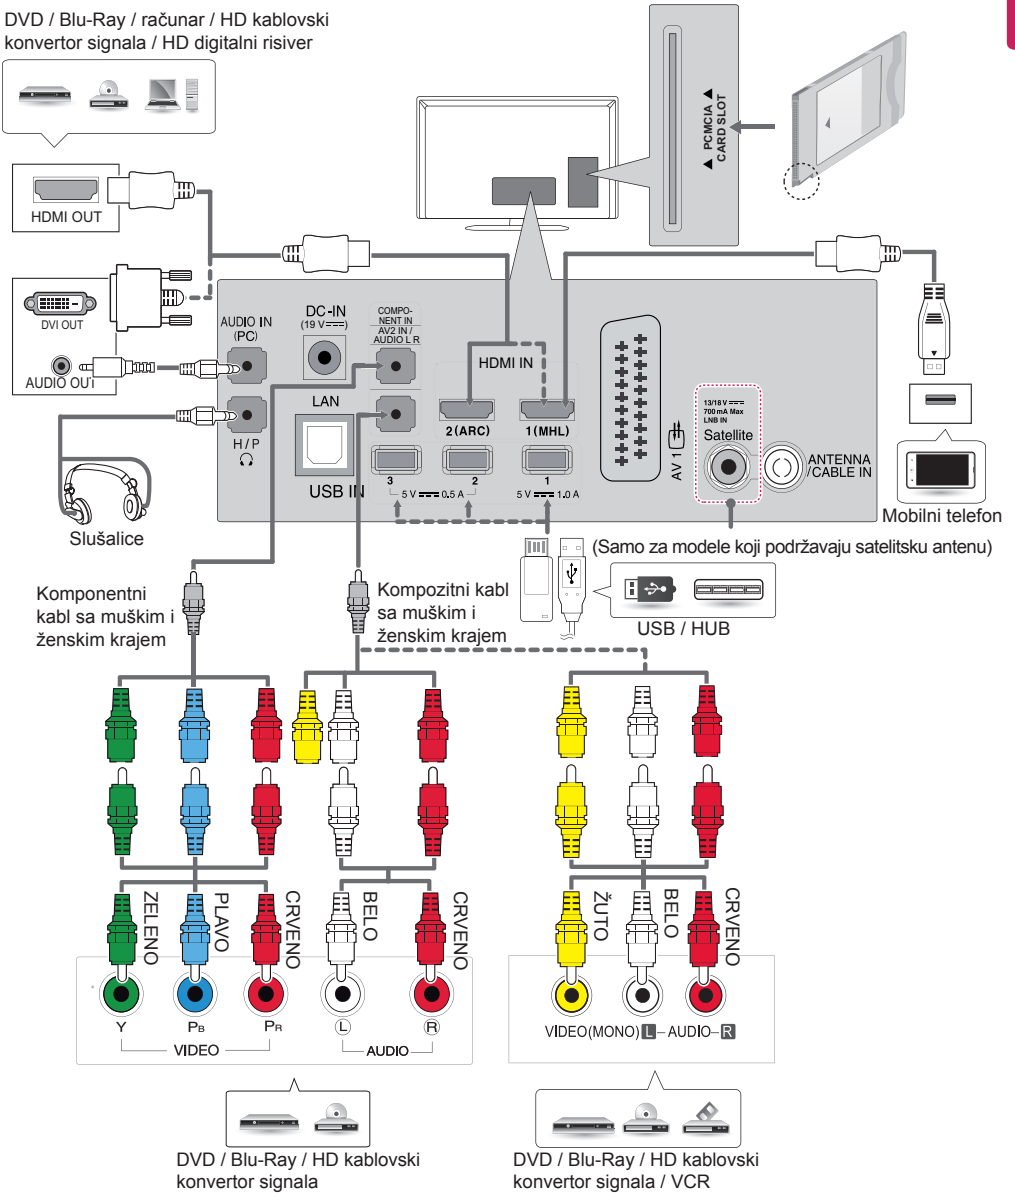 DVD / Blu-Ray / računar / HD kablovski
konvertor signala / HD digitalni risiver
PCMCIA
CARD SLOT
HDMI OUT
DVI OUT
AUDIO OUT
AUDIO IN
(PC)
H / P
DC-IN
(19 V)
LAN
USB IN
COMPO-
NENT IN
AV2 IN /
AUDIO L R
HDMI IN
2(ARC)
1(MHL)
3
2
1
5 V 0.5 A
5 V 1.0 A
AV 1
13/18 V
700 mA Max
LNB IN
Satellite
ANTENNA
/CABLE IN
Slušalice
Mobilni telefon
(Samo za modele koji podržavaju satelitsku antenu)
USB / HUB
Komponentni
kabl sa muškim i
ženskim krajem
Kompozitni kabl
sa muškim i
ženskim krajem
ZELENO
PLAVO
CRVENO
BELO
CRVENO
ŽUTO
BELO
CRVENO
Y
PB
PR
L
R
VIDEO
AUDIO
VIDEO(MONO) L – AUDIO – R
DVD / Blu-Ray / HD kablovski
konvertor signala
DVD / Blu-Ray / HD kablovski
konvertor signala / VCR